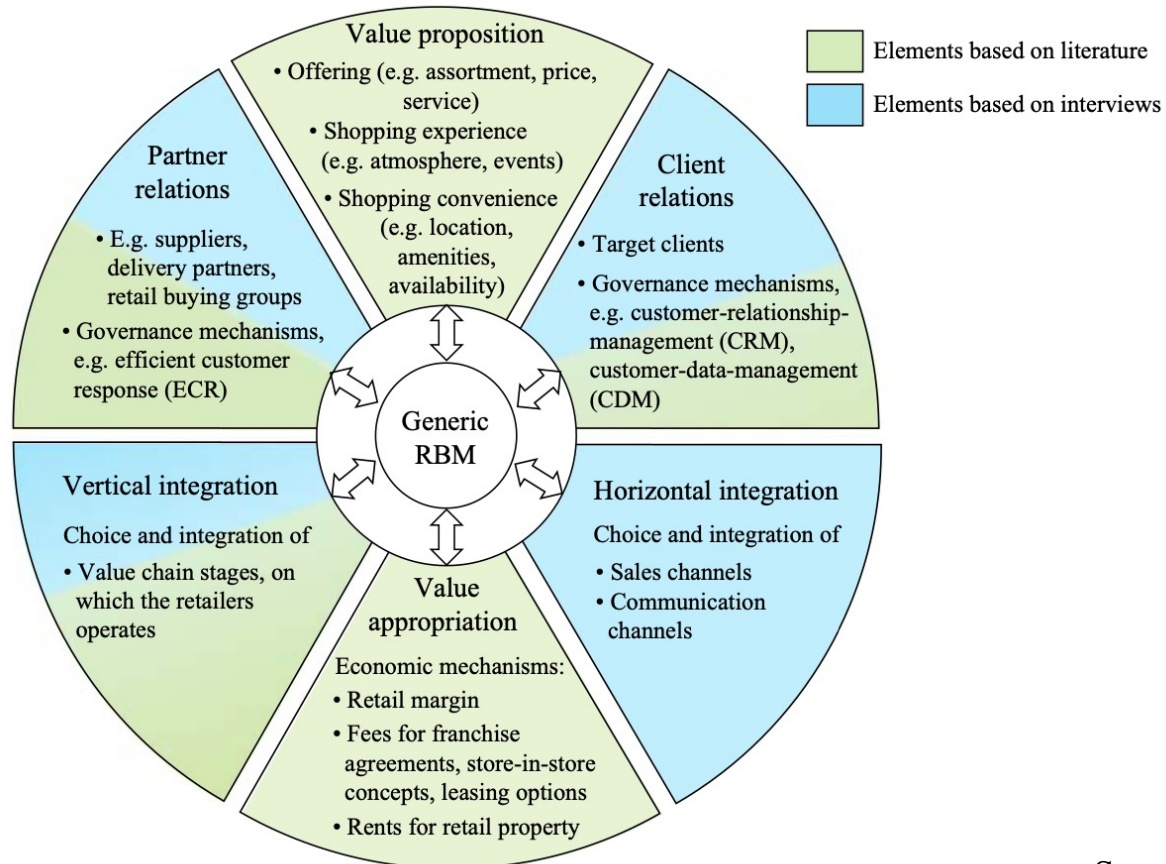 Value proposition
• Offering (e.g. assortment, price,
service)
• Shopping experience
(e.g. atmosphere, events)
• Shopping convenience
(e.g. location,
amenities,
availability)
Elements based on literature
Elements based on interviews
Partner
relations
• E.g. suppliers,
delivery partners,
retail buying groups
• Governance mechanisms,
e.g. efficient customer
response (ECR)
Client
relations
• Target clients
• Governance mechanisms,
e.g. customer-relationship-
management (CRM),
customer-data-management
(CDM)
Generic
RBM
Vertical integration
Choice and integration of
• Value chain stages, on
which the retailers
operates
Horizontal integration
Choice and integration of
• Sales channels
• Communication
channels
Value
appropriation
Economic mechanisms:
• Retail margin
• Fees for franchise
agreements, store-in-store
concepts, leasing options
• Rents for retail property